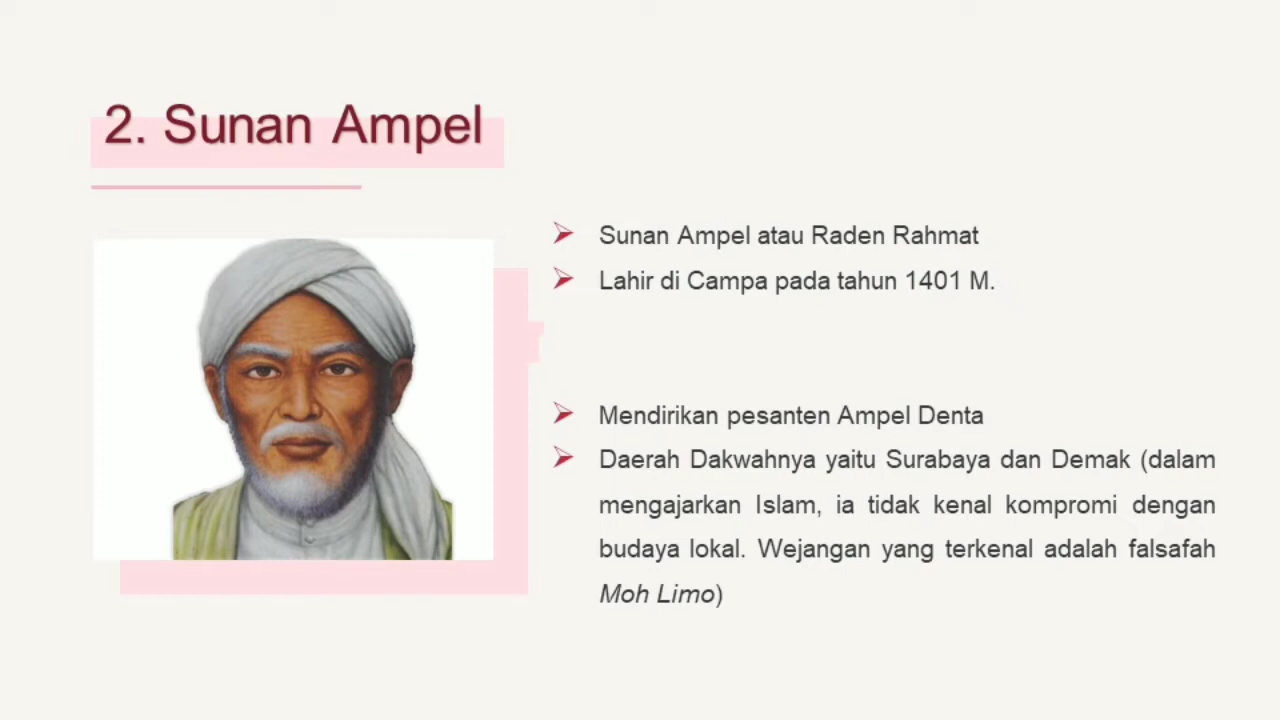 2. Sunan Ampel
Sunan Ampel atau Raden Rahmat
Lahir di Campa pada tahun 1401 M.
Mendirikan pesanten Ampel Denta
Daerah Dakwahnya yaitu Surabaya dan Demak (dalam
mengajarkan Islam, ia tidak kenal kompromi dengan
budaya lokal. Wejangan yang terkenal adalah falsafah
Moh Limo)